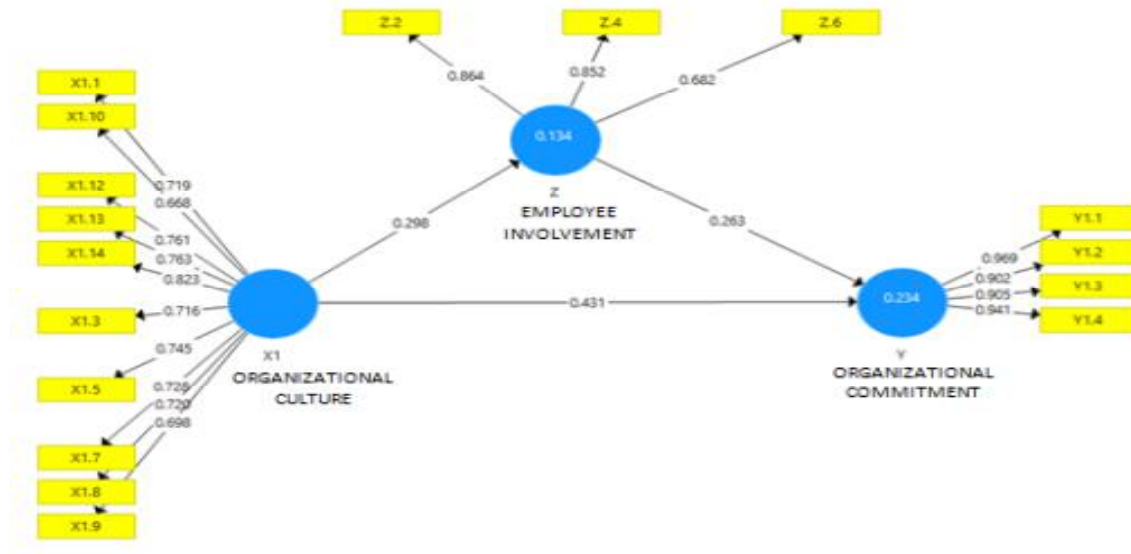 Z.2
Z.4
Z.6
0.864
0.852
0.682
X1.1
X1.10
X1.12
X1.13
X1.14
X1.3
X1.5
X1.7
X1.8
X1.9
0.719
0.668
0.761
0.763
0.823
0.716
0.745
0.728
0.720
0.698
0.134
Z
EMPLOYEE
INVOLVEMENT
0.298
0.263
0.431
X1
ORGANIZATIONAL
CULTURE
0.234
Y
ORGANIZATIONAL
COMMITMENT
0.969
0.902
0.905
0.941
Y1.1
Y1.2
Y1.3
Y1.4